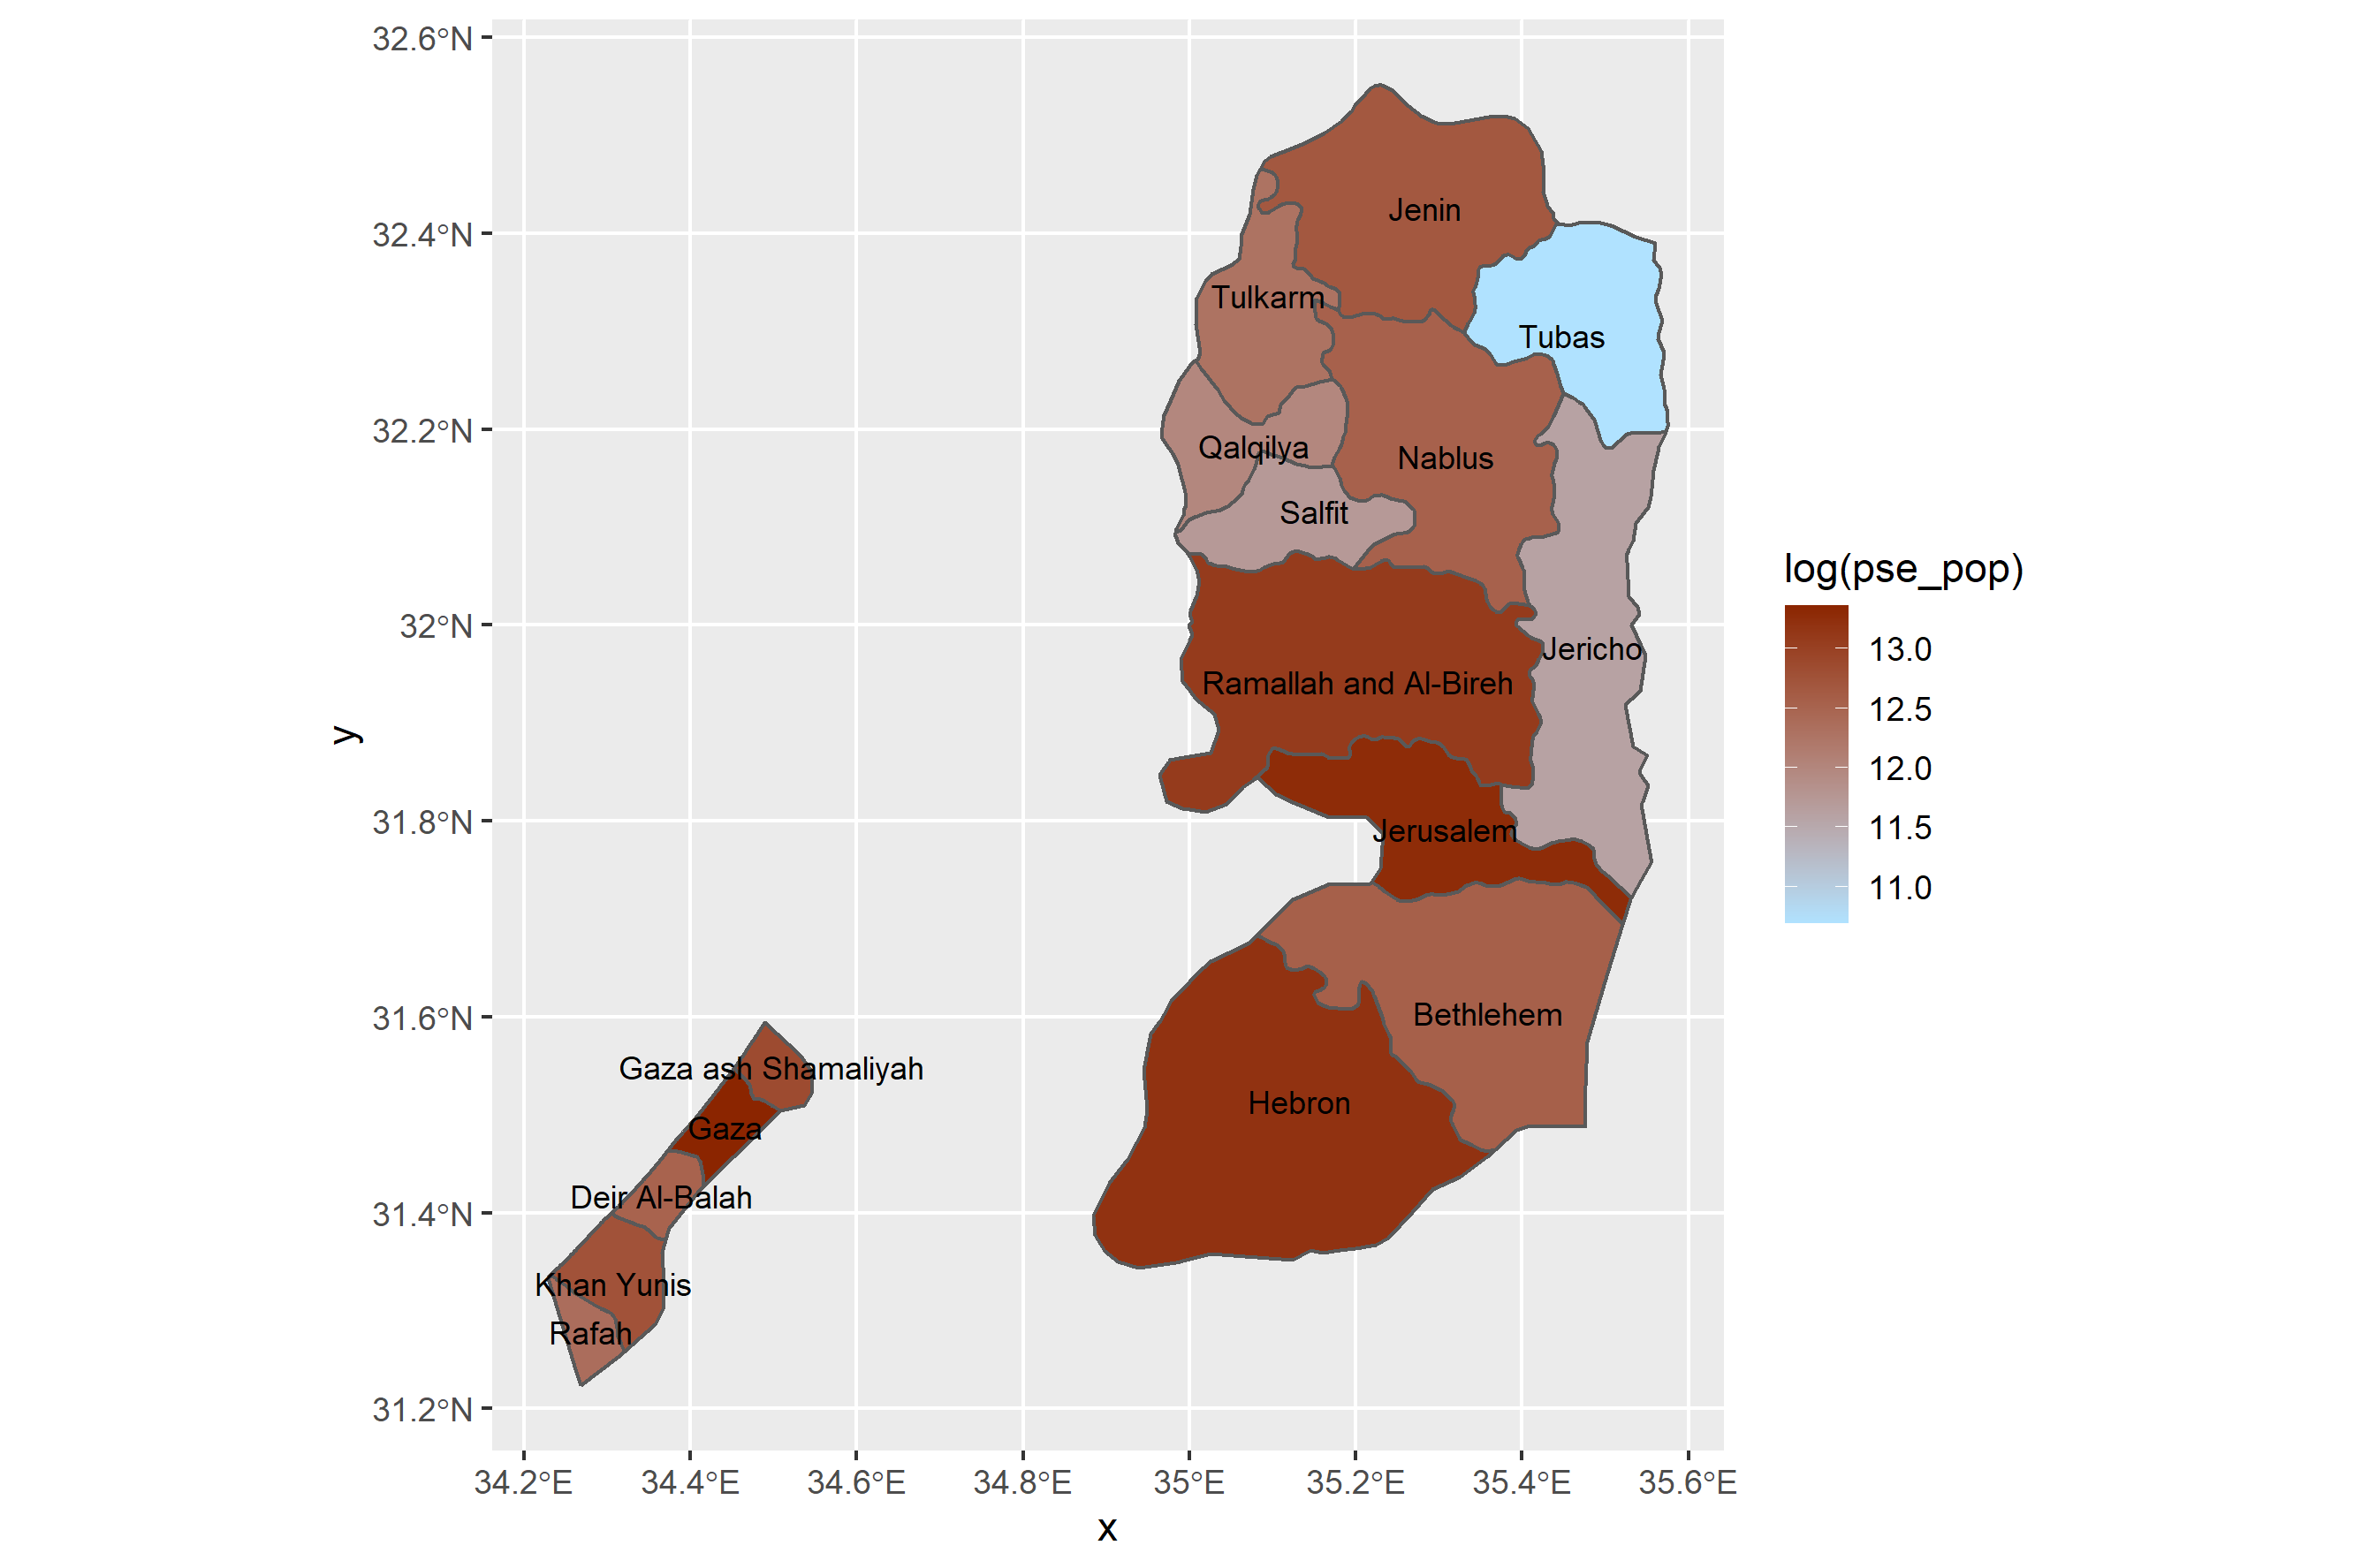 32.6°N
32.4°N
32.2°N
32°N
31.8°N
31.6°N
31.4°N
31.2°N
y
Jenin
Tulkarm
Tubas
Qalqilya
Nablus
Salfit
Jericho
Ramallah and Al-Bireh
Jerusalem
Bethlehem
Gaza ash Shamaliyah
Hebron
Gaza
Deir Al-Balah
Khan Yunis
Rafah
34.2°E
34.4°E
34.6°E
34.8°E
35°E
35.2°E
35.4°E
35.6°E
x
log(pse_pop)
13.0
12.5
12.0
11.5
11.0